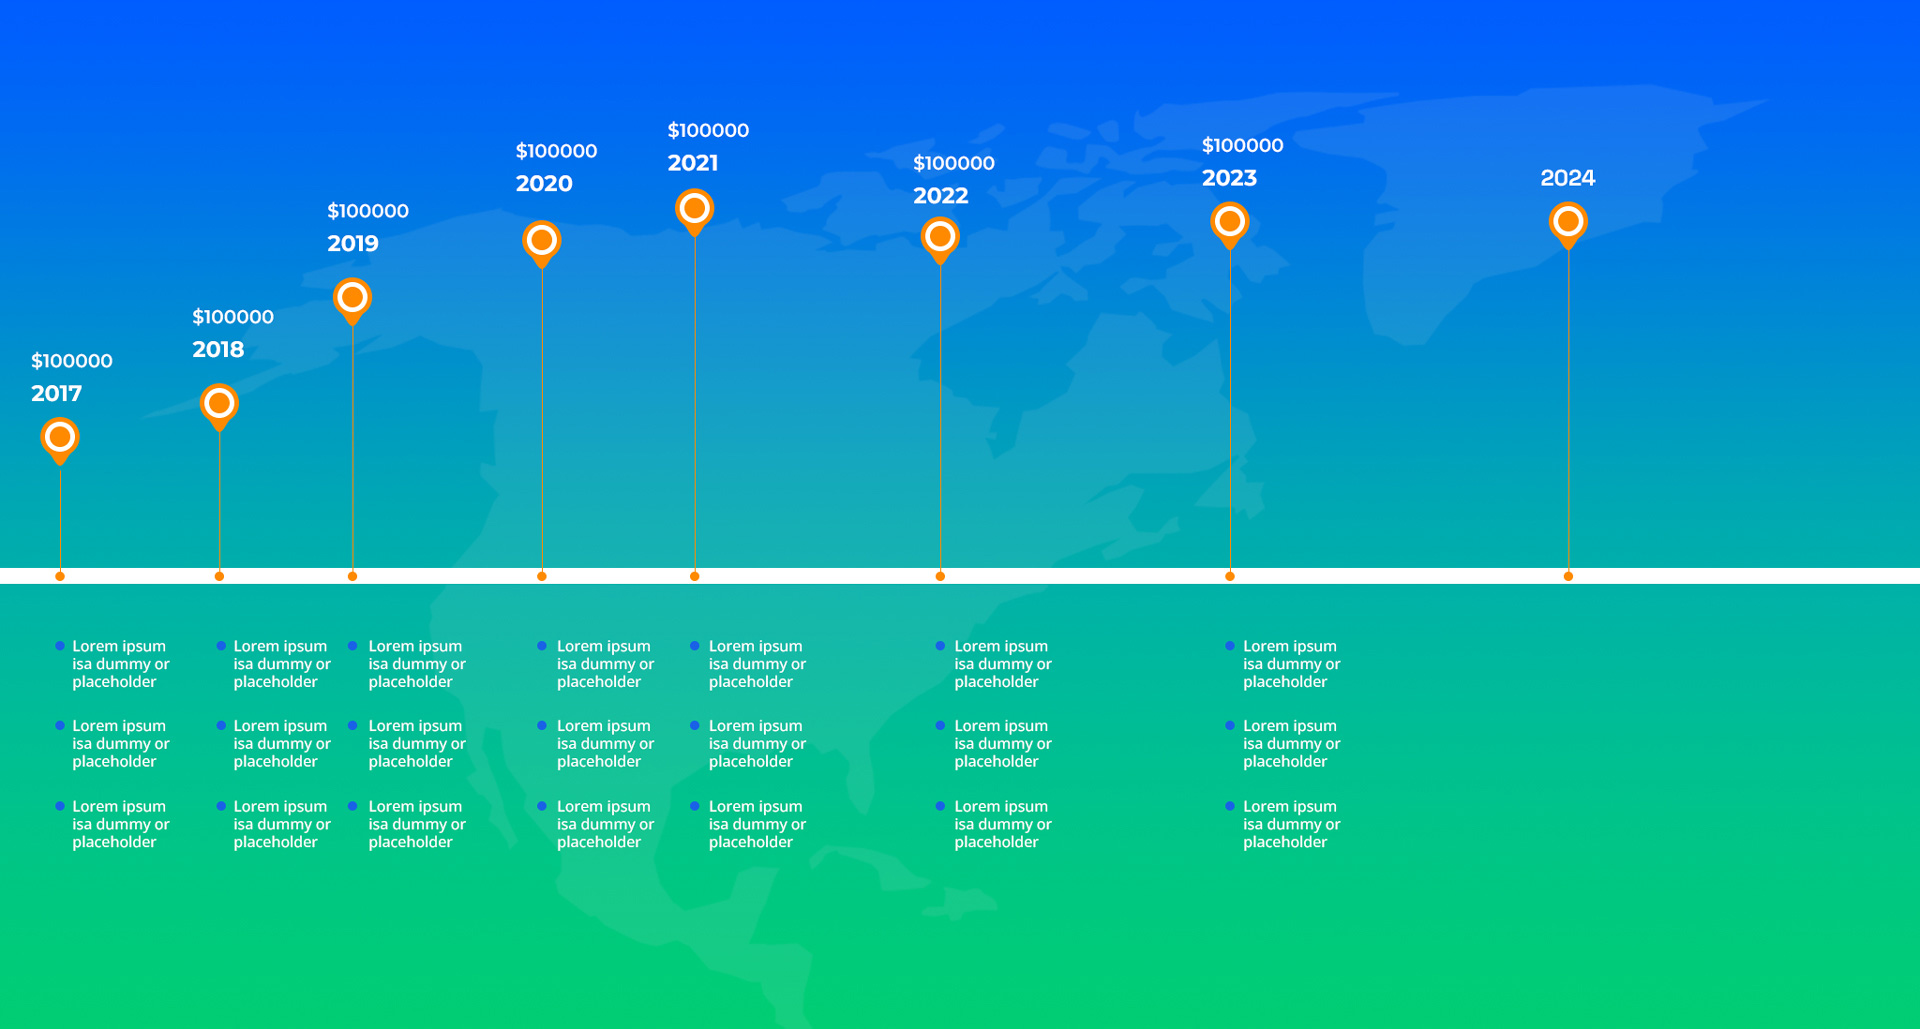 $100000
2017
$100000
2018
$100000
2019
$100000
2020
$100000
2021
$100000
2022
$100000
2023
2024
Lorem ipsum
isa dummy or
placeholder
Lorem ipsum
isa dummy or
placeholder
Lorem ipsum
isa dummy or
placeholder
Lorem ipsum
isa dummy or
placeholder
Lorem ipsum
isa dummy or
placeholder
Lorem ipsum
isa dummy or
placeholder
Lorem ipsum
isa dummy or
placeholder
Lorem ipsum
isa dummy or
placeholder
Lorem ipsum
isa dummy or
placeholder
Lorem ipsum
isa dummy or
placeholder
Lorem ipsum
isa dummy or
placeholder
Lorem ipsum
isa dummy or
placeholder
Lorem ipsum
isa dummy or
placeholder
Lorem ipsum
isa dummy or
placeholder
Lorem ipsum
isa dummy or
placeholder
Lorem ipsum
isa dummy or
placeholder
Lorem ipsum
isa dummy or
placeholder
Lorem ipsum
isa dummy or
placeholder
Lorem ipsum
isa dummy or
placeholder
Lorem ipsum
isa dummy or
placeholder
Lorem ipsum
isa dummy or
placeholder